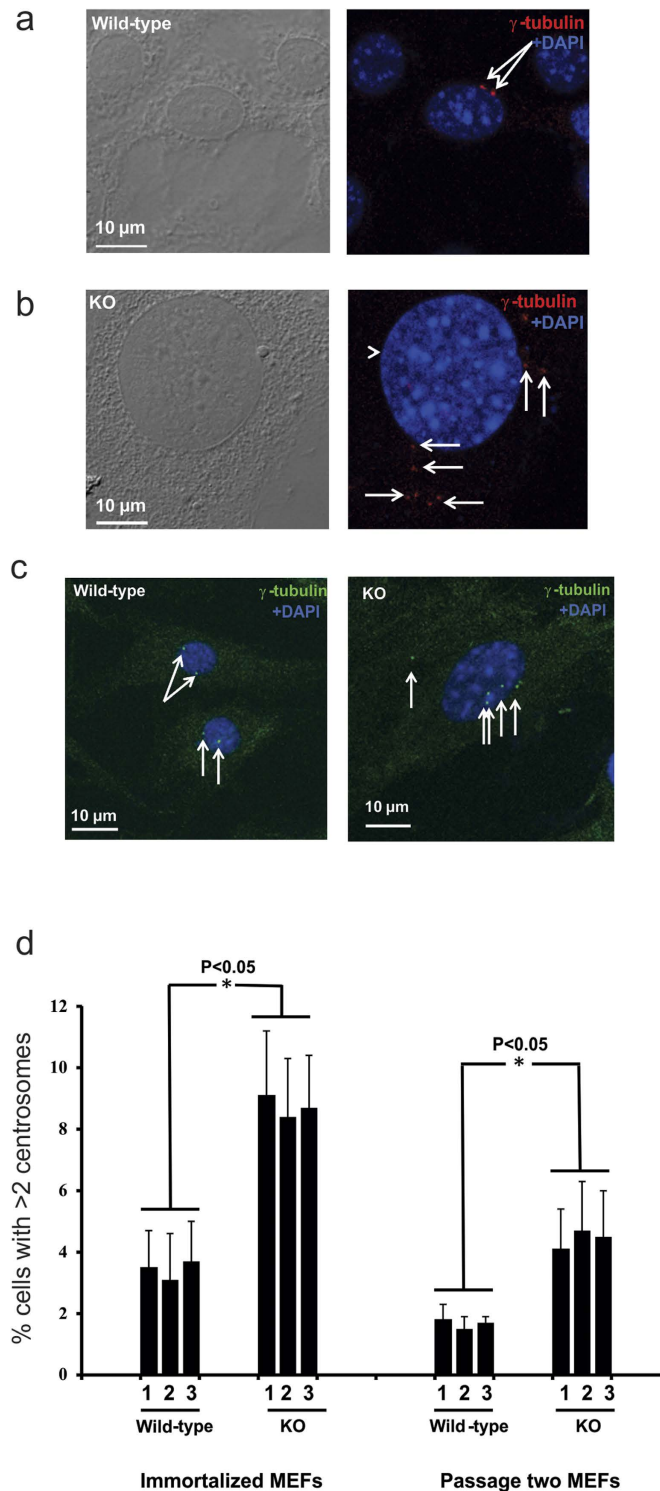 a
Wild-type
10 µm
γ-tubulin
+DAPI
b
KO
10 µm
γ-tubulin
+DAPI
c
Wild-type
γ-tubulin
+DAPI
10 µm
KO
γ-tubulin
+DAPI
10 µm
d
% cells with >2 centrosomes
12
10
8
6
4
2
0
P<0.05
*
P<0.05
*
1 2 3 1 2 3 1 2 3 1 2 3
Wild-type KO Wild-type KO
Immortalized MEFs Passage two MEFs